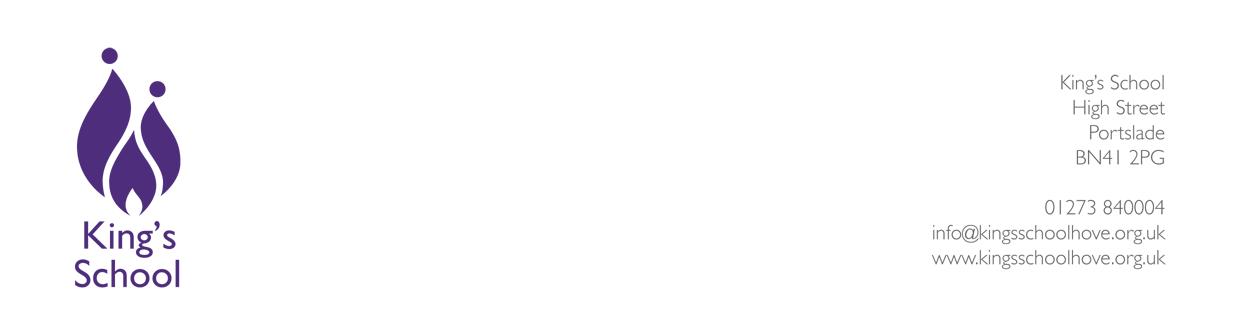 King's
School
King's School
High Street
Portslade
BN41 2PG
01273 840004
info@kingsschoolhove.org.uk
www.kingsschoolhove.org.uk